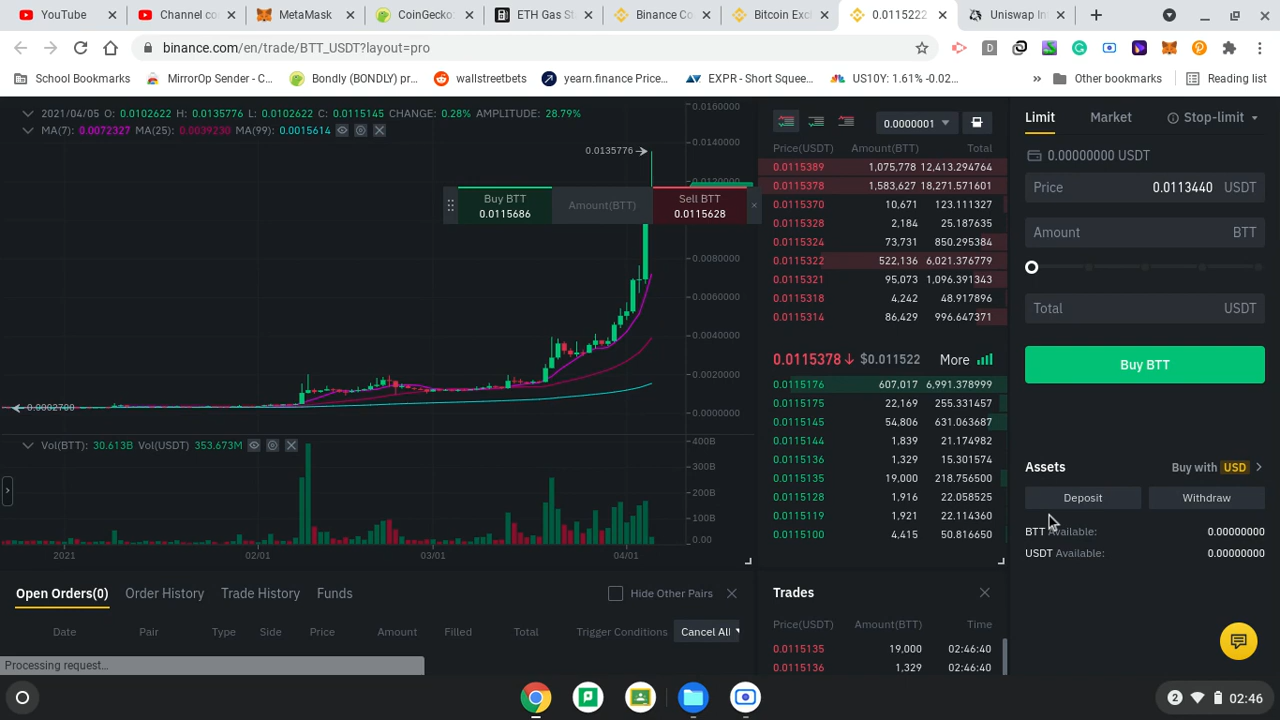 YouTube
Channel co
MetaMask
CoinGecko:
ETH Gas S
Binance Co
Bitcoin Exc
0.0115222
Uniswap In
binance.com/en/trade/BTT_USDT?layout=pro
School Bookmarks
MirrorOp Sender - C...
Bondly (BONDLY) pr...
wallstreetbets
yearn.finance Price...
EXPR - Short Squee...
US10Y: 1.61% -0.02...
»
Other bookmarks
Reading list
2021/04/05 O: 0.0102622 H: 0.0135776 L: 0.0102622 C: 0.0115145 CHANGE: 0.28% AMPLITUDE: 28.79%
MA(7): 0.0072327 MA(25): 0.0039230 MA(99): 0.0015614
0.0160000
0.0140000
0.0135776
0.0120000
Buy BTT
0.0115686
Amount(BTT)
Sell BTT
0.0115628
0.0080000
0.0060000
0.0040000
0.0020000
0.0000000
0.0002700
Vol(BTT): 30.613B Vol(USDT) 353.673M
400B
300B
200B
100B
0.00
2021
02/01
03/01
04/01
0.0000001
Price(USDT) Amount(BTT) Total
0.0115389 1,075,778 12,413.294764
0.0115378 1,583,627 18,271.571601
0.0115370 10,671 123.111327
0.0115328 2,184 25.187635
0.0115324 73,731 850.295384
0.0115322 522,136 6,021.376779
0.0115321 95,073 1,096.391343
0.0115318 4,242 48.917896
0.0115314 86,429 996.647371
0.0115378↓ $0.011522 More
0.0115176 607,017 6,991.378999
0.0115175 22,169 255.331457
0.0115145 54,806 631.063687
0.0115144 1,839 21.174982
0.0115136 1,329 15.301574
0.0115135 19,000 218.756500
0.0115128 1,916 22.058525
0.0115119 1,921 22.114360
0.0115100 4,415 50.816650
Limit Market Stop-limit
0.00000000 USDT
Price 0.0113440 USDT
Amount BTT
Total USDT
Buy BTT
Assets Buy with USD
Deposit Withdraw
BTT Available: 0.00000000
USDT Available: 0.00000000
Open Orders(0) Order History Trade History Funds Hide Other Pairs
Date Pair Type Side Price Amount Filled Total Trigger Conditions Cancel All
Processing request...
Trades
Price(USDT) Amount(BTT) Time
0.0115135 19,000 02:46:40
0.0115136 1,329 02:46:40
2 02:46